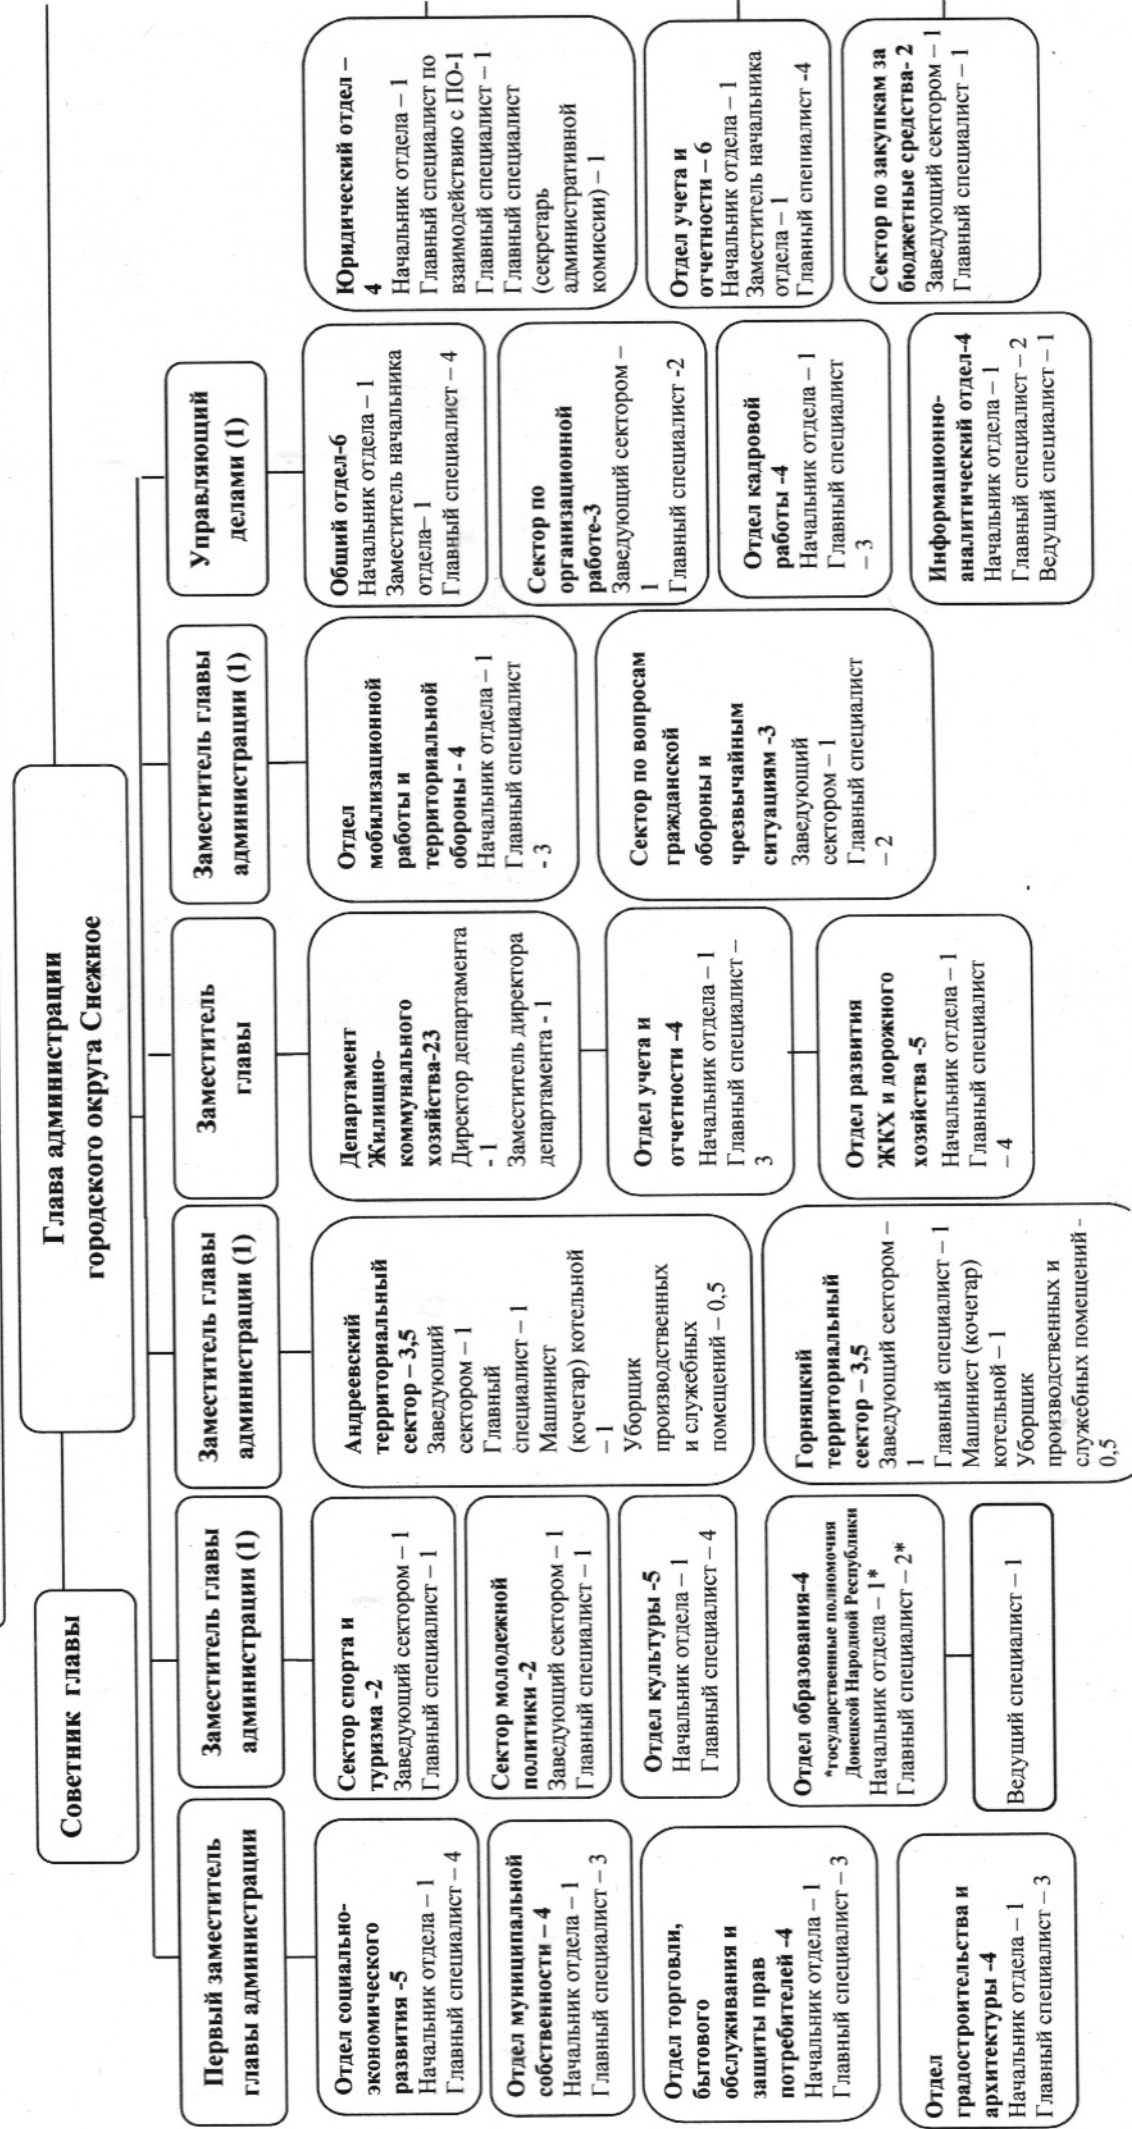 Глава администрации
городского округа Снежное
Советник главы
Первый заместитель
главы администрации
Отдел социально-
экономического
развития -5
Начальник отдела – 1
Главный специалист – 4
Отдел муниципальной
собственности – 4
Начальник отдела – 1
Главный специалист – 3
Отдел торговли,
бытового
обслуживания и
защиты прав
потребителей -4
Начальник отдела – 1
Главный специалист – 3
Отдел
градостроительства и
архитектуры -4
Начальник отдела – 1
Главный специалист – 3
Заместитель главы
администрации (1)
Сектор спорта и
туризма -2
Заведующий сектором – 1
Главный специалист – 1
Сектор молодежной
политики -2
Заведующий сектором – 1
Главный специалист – 1
Отдел культуры -5
Начальник отдела – 1
Главный специалист – 4
Отдел образования-4
*государственные полномочия
Донецкой Народной Республики
Начальник отдела – 1*
Главный специалист – 2*
Ведущий специалист – 1
Заместитель главы
администрации (1)
Андреевский
территориальный
сектор – 3,5
Заведующий
сектором – 1
Главный
специалист – 1
Машинист
(кочегар) котельной
– 1
Уборщик
производственных
и служебных
помещений – 0,5
Горняцкий
территориальный
сектор – 3,5
Заведующий сектором –
1
Главный специалист – 1
Машинист (кочегар)
котельной – 1
Уборщик
производственных и
служебных помещений -
0,5
Заместитель
главы
Департамент
Жилищно-
коммунального
хозяйства-23
Директор департамента
- 1
Заместитель директора
департамента - 1
Отдел учета и
отчетности -4
Начальник отдела – 1
Главный специалист –
3
Отдел развития
ЖКХ и дорожного
хозяйства -5
Начальник отдела – 1
Главный специалист
– 4
Заместитель главы
администрации (1)
Отдел
мобилизационной
работы и
территориальной
обороны - 4
Начальник отдела – 1
Главный специалист
- 3
Сектор по вопросам
гражданской
обороны и
чрезвычайным
ситуациям -3
Заведующий
сектором – 1
Главный специалист
– 2
Управляющий
делами (1)
Общий отдел-6
Начальник отдела – 1
Заместитель начальника
отдела– 1
Главный специалист – 4
Сектор по
организационной
работе-3
Заведующий сектором –
1
Главный специалист -2
Отдел кадровой
работы -4
Начальник отдела – 1
Главный специалист
– 3
Информационно-
аналитический отдел-4
Начальник отдела – 1
Главный специалист – 2
Ведущий специалист – 1
Юридический отдел –
4
Начальник отдела – 1
Главный специалист по
взаимодействию с ПО-1
Главный специалист – 1
Главный специалист
(секретарь
административной
комиссии) – 1
Отдел учета и
отчетности – 6
Начальник отдела – 1
Заместитель начальника
отдела – 1
Главный специалист -4
Сектор по закупкам за
бюджетные средства- 2
Заведующий сектором – 1
Главный специалист – 1